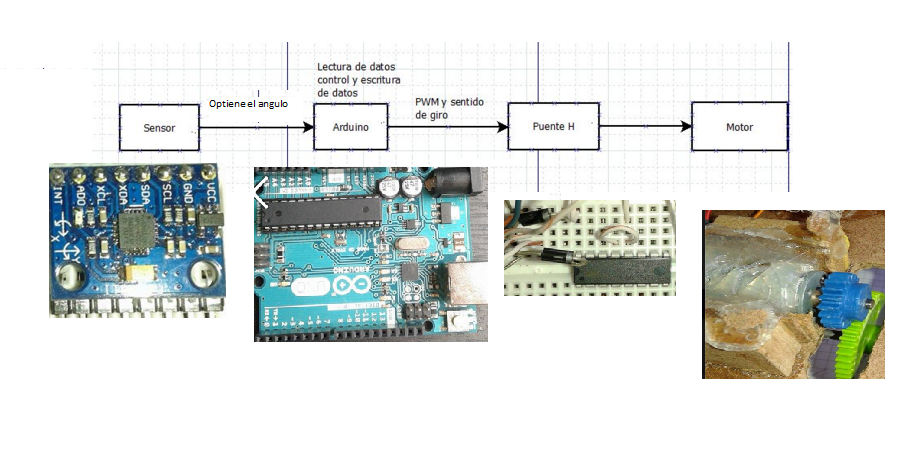 Lectura de datos
control y escritura
de datos
Optiene el angulo
PWM y sentido
de giro
Sensor
Arduino
Puente H
Motor
INT
ADO
XCL
XDA
SDA
SCL
GND
VCC
X
ARDUINO